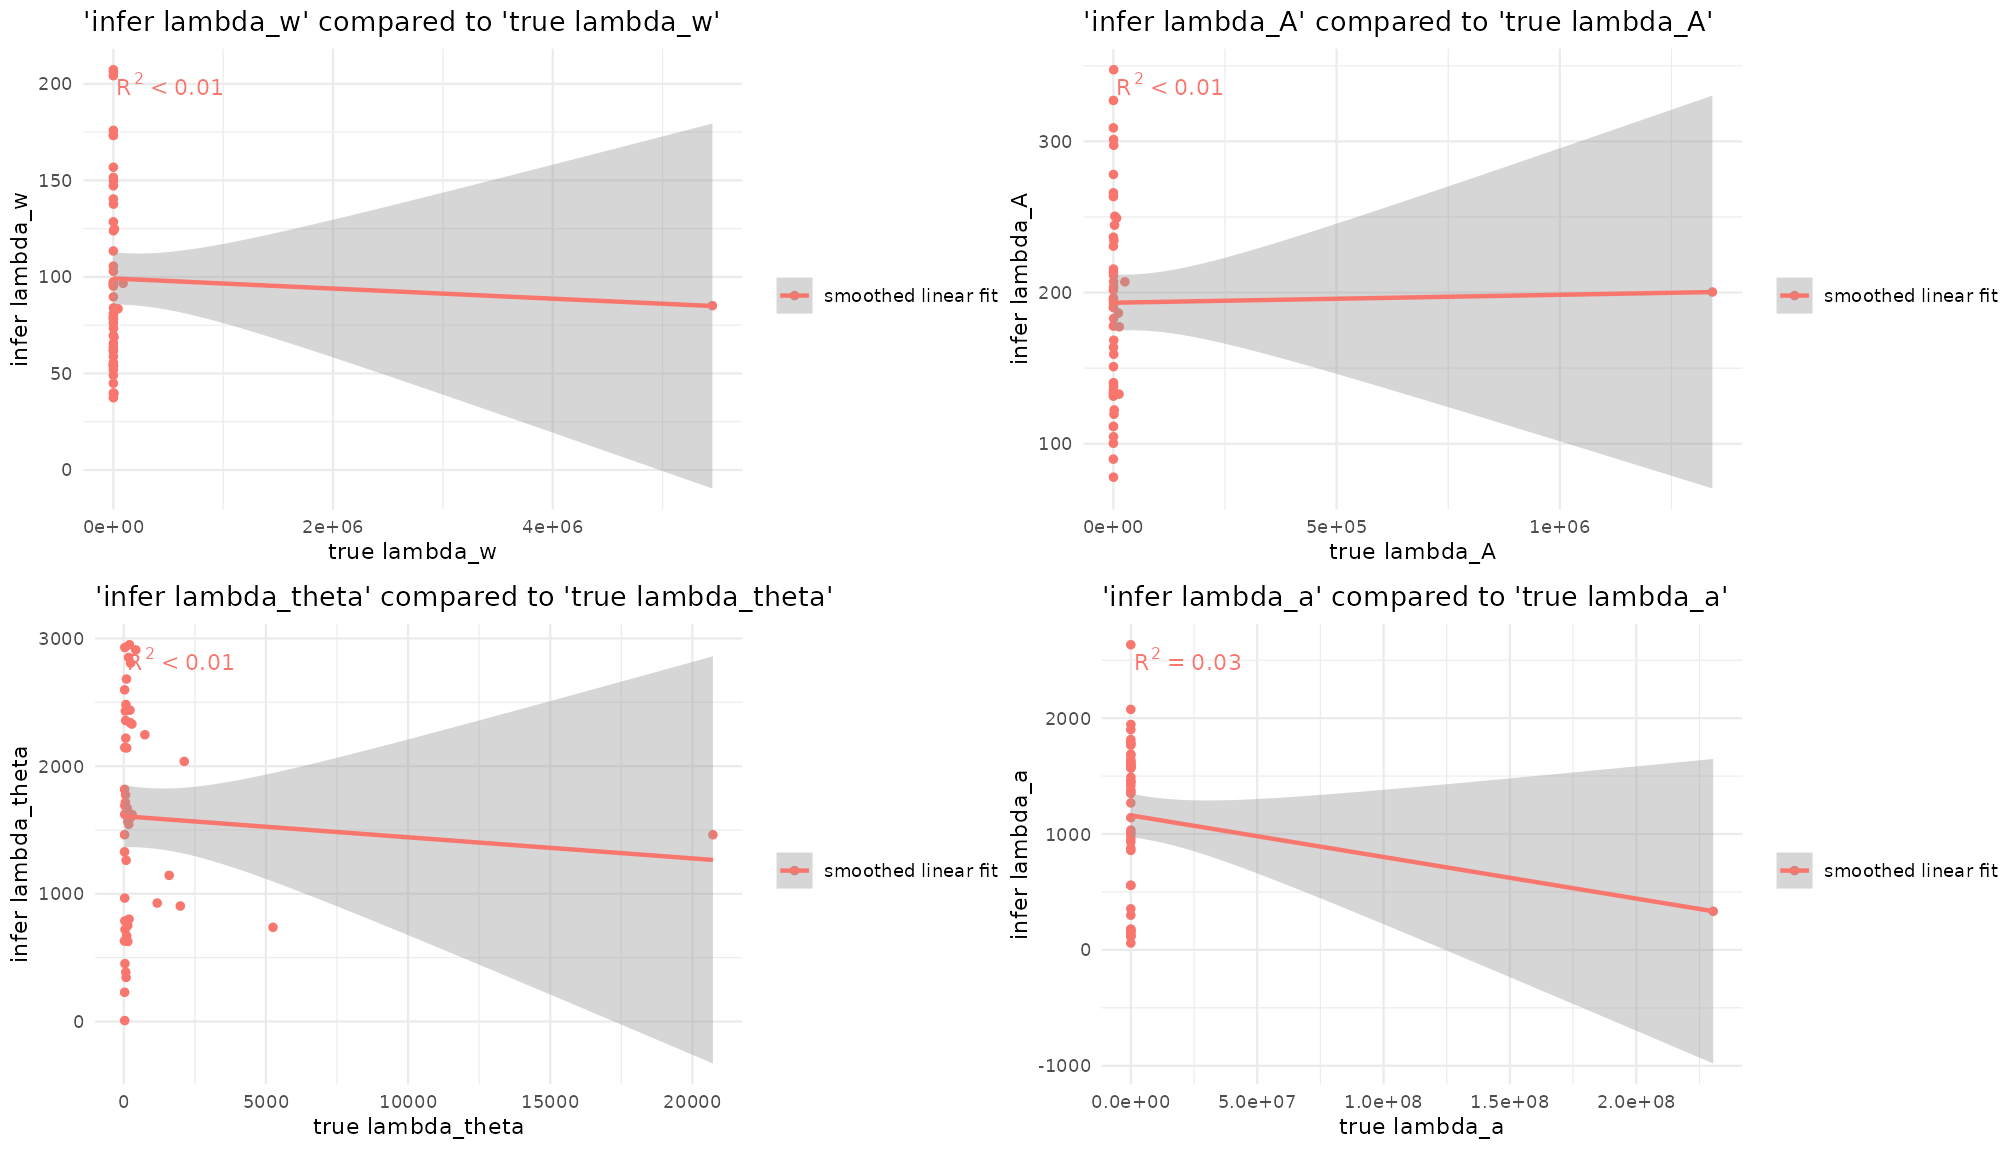 'infer lambda_w' compared to 'true lambda_w'
R² < 0.01
200
150
100
50
0
infer lambda_w
0e+00 2e+06 4e+06
true lambda_w
smoothed linear fit
'infer lambda_A' compared to 'true lambda_A'
R² < 0.01
300
200
100
infer lambda_A
0e+00 5e+05 1e+06
true lambda_A
smoothed linear fit
'infer lambda_theta' compared to 'true lambda_theta'
R² < 0.01
3000
2000
1000
0
infer lambda_theta
0 5000 10000 15000 20000
true lambda_theta
smoothed linear fit
'infer lambda_a' compared to 'true lambda_a'
R² = 0.03
2000
1000
0
-1000
infer lambda_a
0.0e+00 5.0e+07 1.0e+08 1.5e+08 2.0e+08
true lambda_a
smoothed linear fit